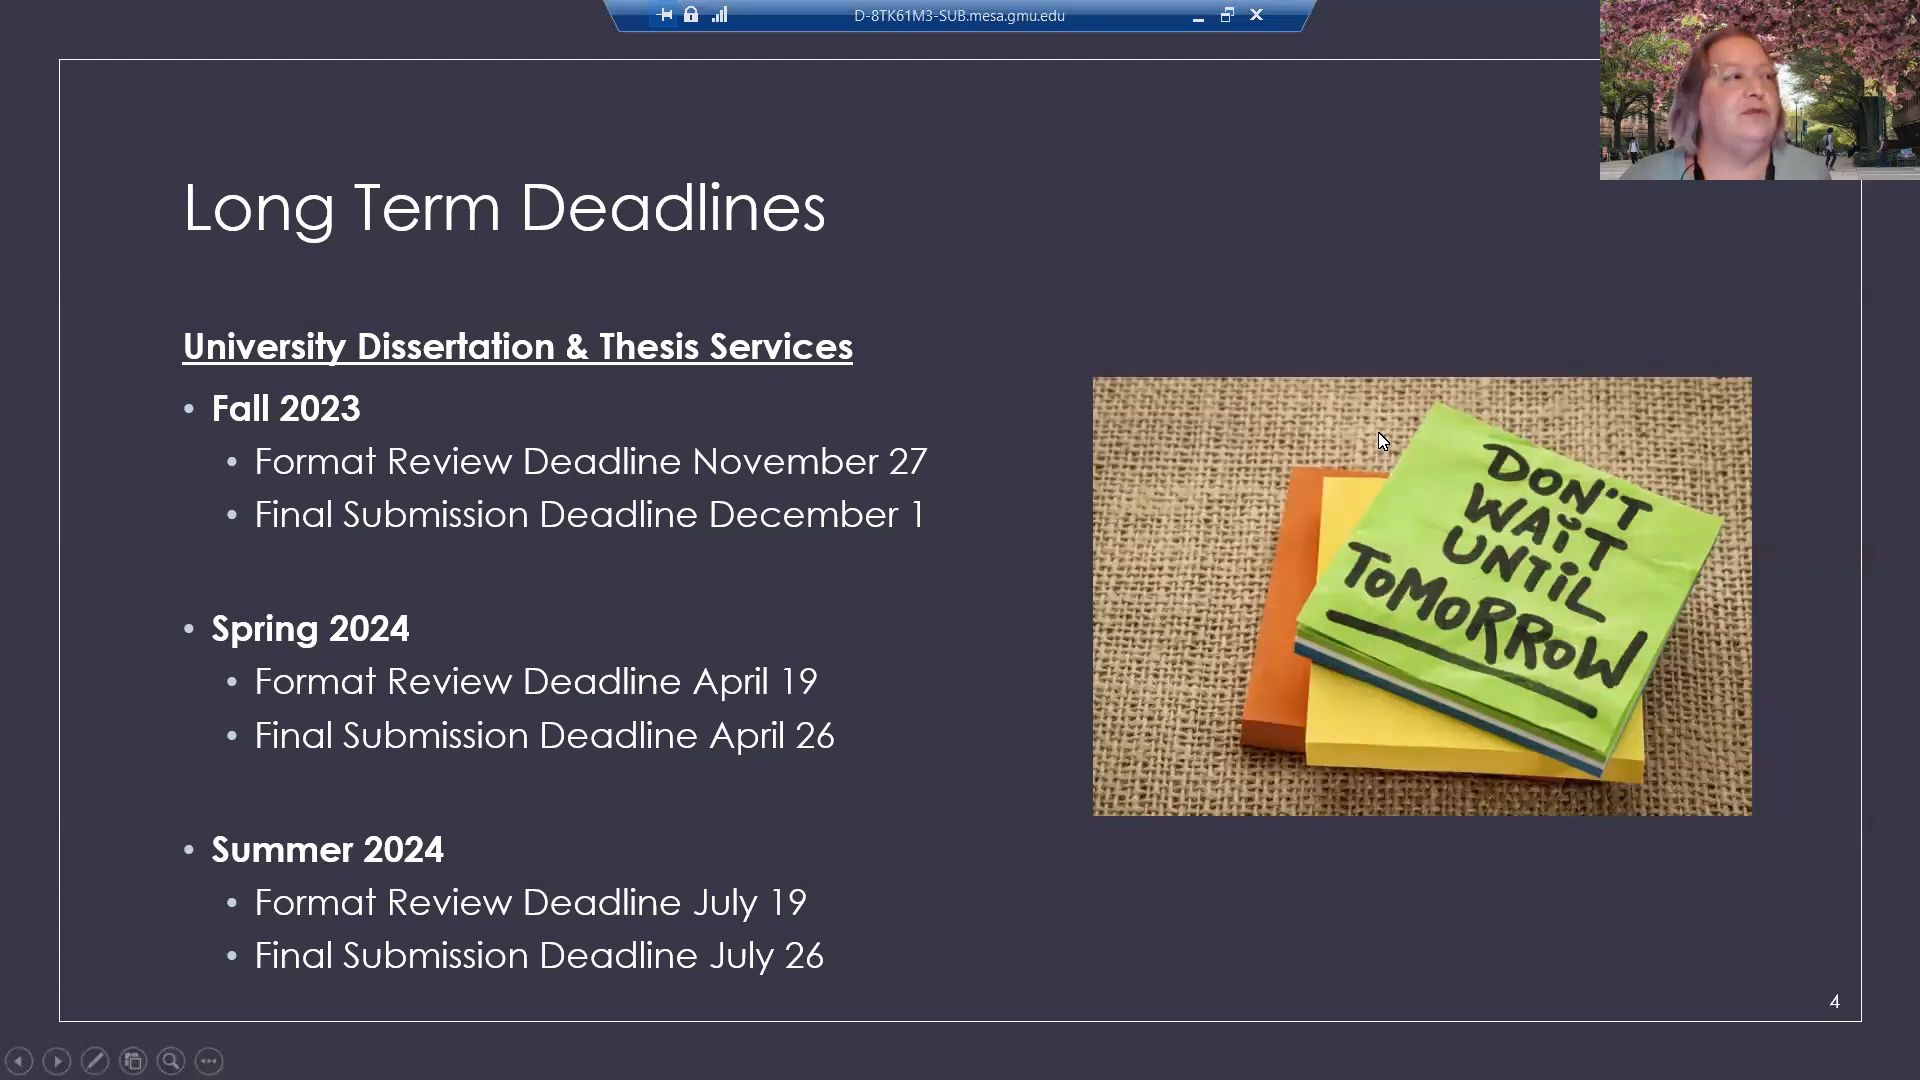 D-8TK61M3-SUB.mesa.gmu.edu
Long Term Deadlines
University Dissertation & Thesis Services
• Fall 2023
• Format Review Deadline November 27
• Final Submission Deadline December 1
• Spring 2024
• Format Review Deadline April 19
• Final Submission Deadline April 26
• Summer 2024
• Format Review Deadline July 19
• Final Submission Deadline July 26
DON'T
WAIT
UNTIL
TOMORROW
4